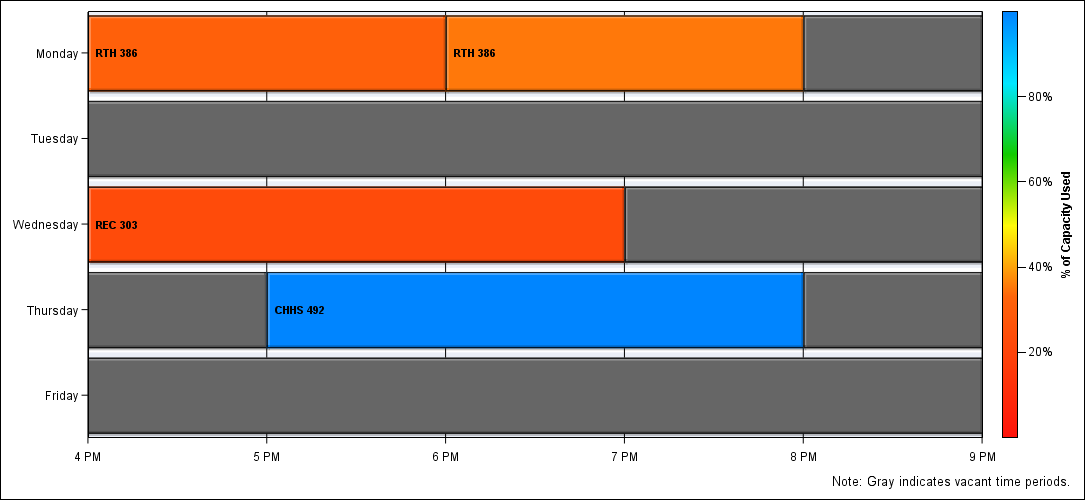 Monday
RTH 386
RTH 386
Tuesday
Wednesday
REC 303
Thursday
CHHS 492
Friday
4 PM
5 PM
6 PM
7 PM
8 PM
9 PM
80%
60%
40%
20%
% of Capacity Used
Note: Gray indicates vacant time periods.